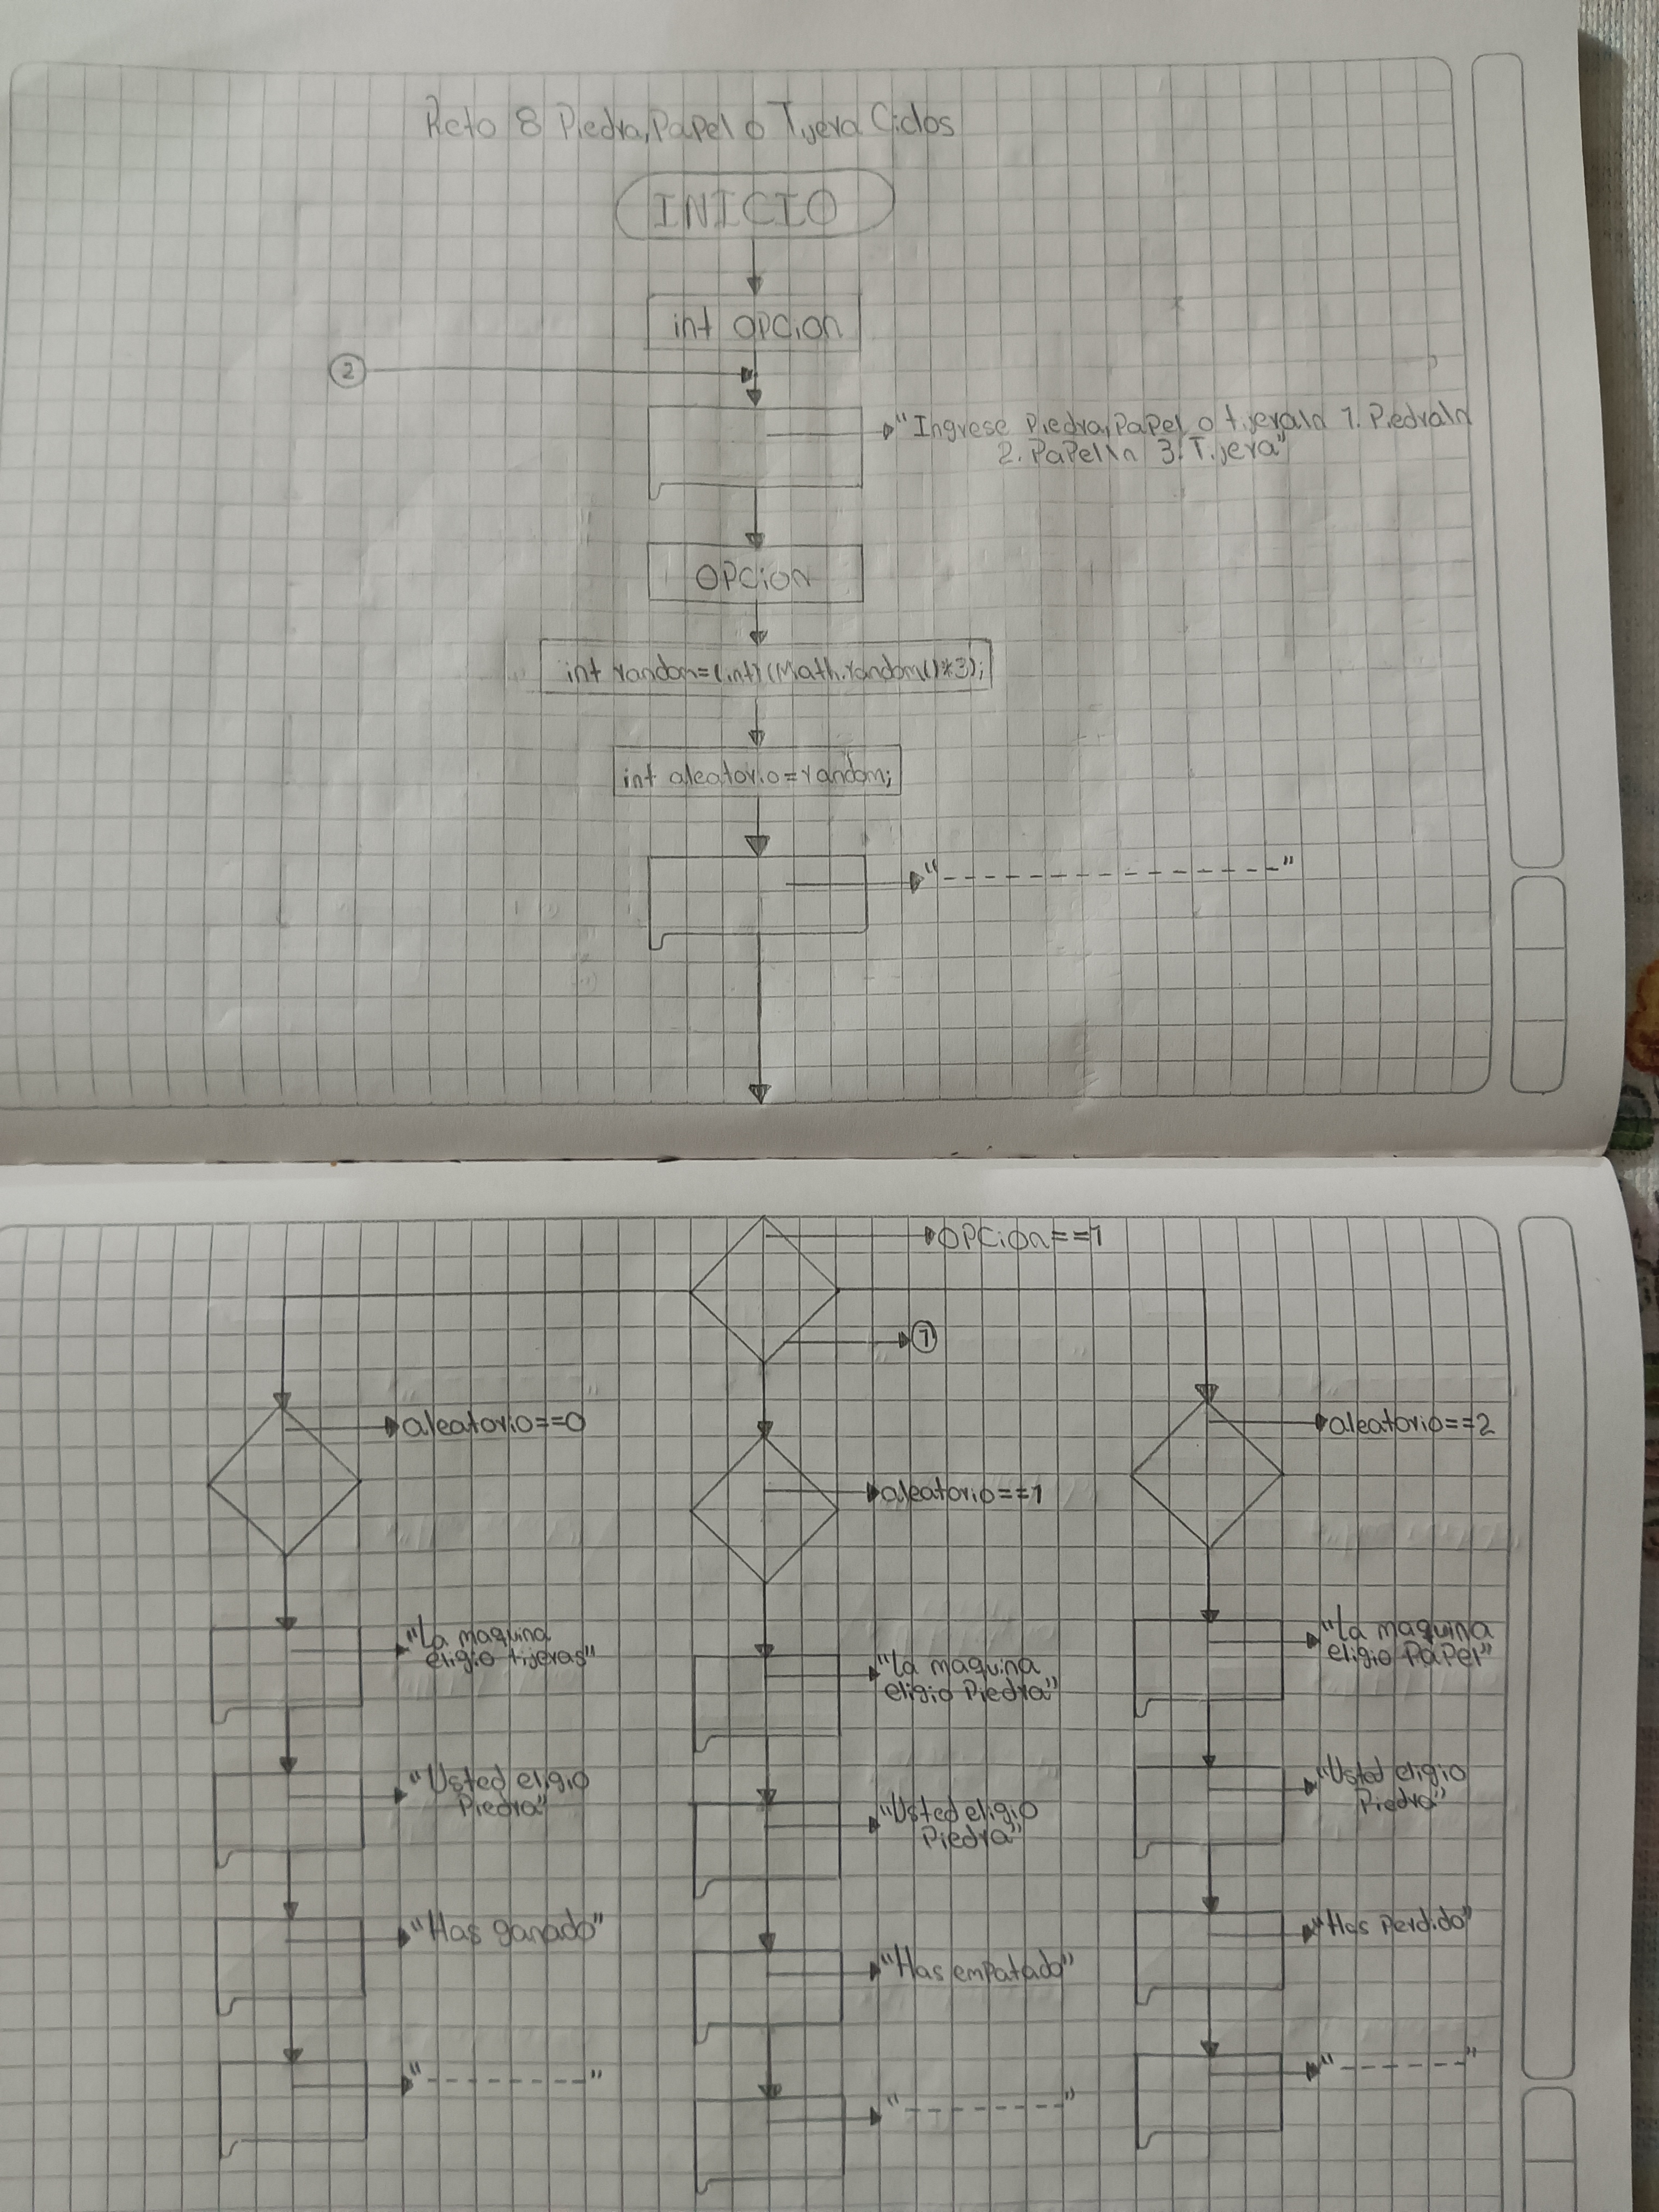 Reto 8 Piedra, Papel o Tijera Ciclos
INICIO
int opcion
2
"Ingrese Piedra, Papel o tijera\n 1. Piedra\n
2. Papel\n 3. Tijera"
OPcion
int random=(int)(Math.random()*3);
int aleatorio=random;
"----------"
OPCion==1
1
aleatorio==0
aleatorio==2
aleatorio==1
"La maquina
eligio tijeras"
"La maquina
eligio Piedra"
"La maquina
eligio PaPel"
"Usted eligio
Piedra"
"Usted eligio
Piedra"
"Usted eligio
Piedra"
"Has ganado"
"Has empatado"
"Has Perdido"
"---------"
"---------"
"------"